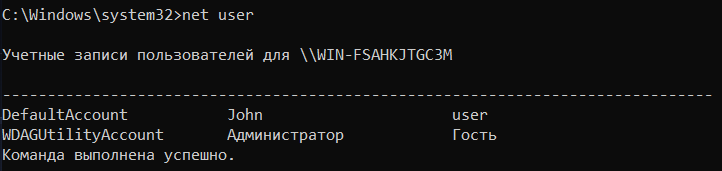 C:\Windows\system32>net user
Учетные записи пользователей для \\WIN-FSAHKJTGC3M
-------------------------------------------------------------------------------
DefaultAccount           John                     user
WDAGUtilityAccount       Администратор            Гость
Команда выполнена успешно.